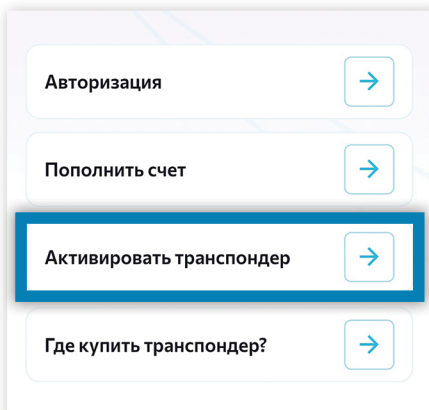 Авторизация
Пополнить счет
Активировать транспондер
Где купить транспондер?